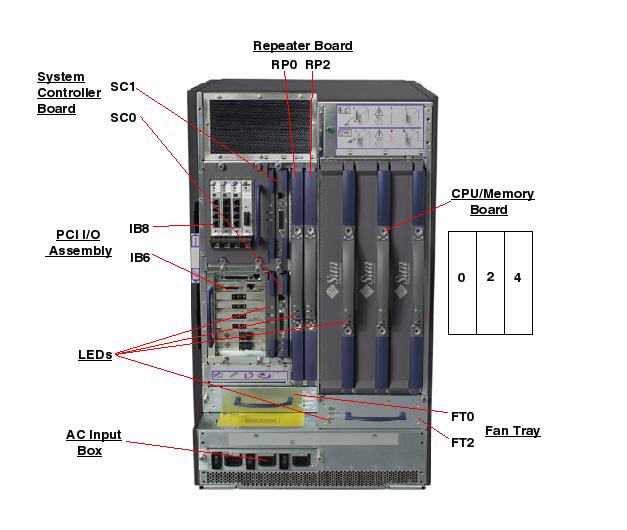 Repeater Board
RP0 RP2
System
Controller
Board
SC1
SC0
CPU/Memory
Board
PCI I/O
Assembly
IB8
IB6
0 2 4
Sun
Sun
Sun
LEDs
FT0
FT2
Fan Tray
AC Input
Box